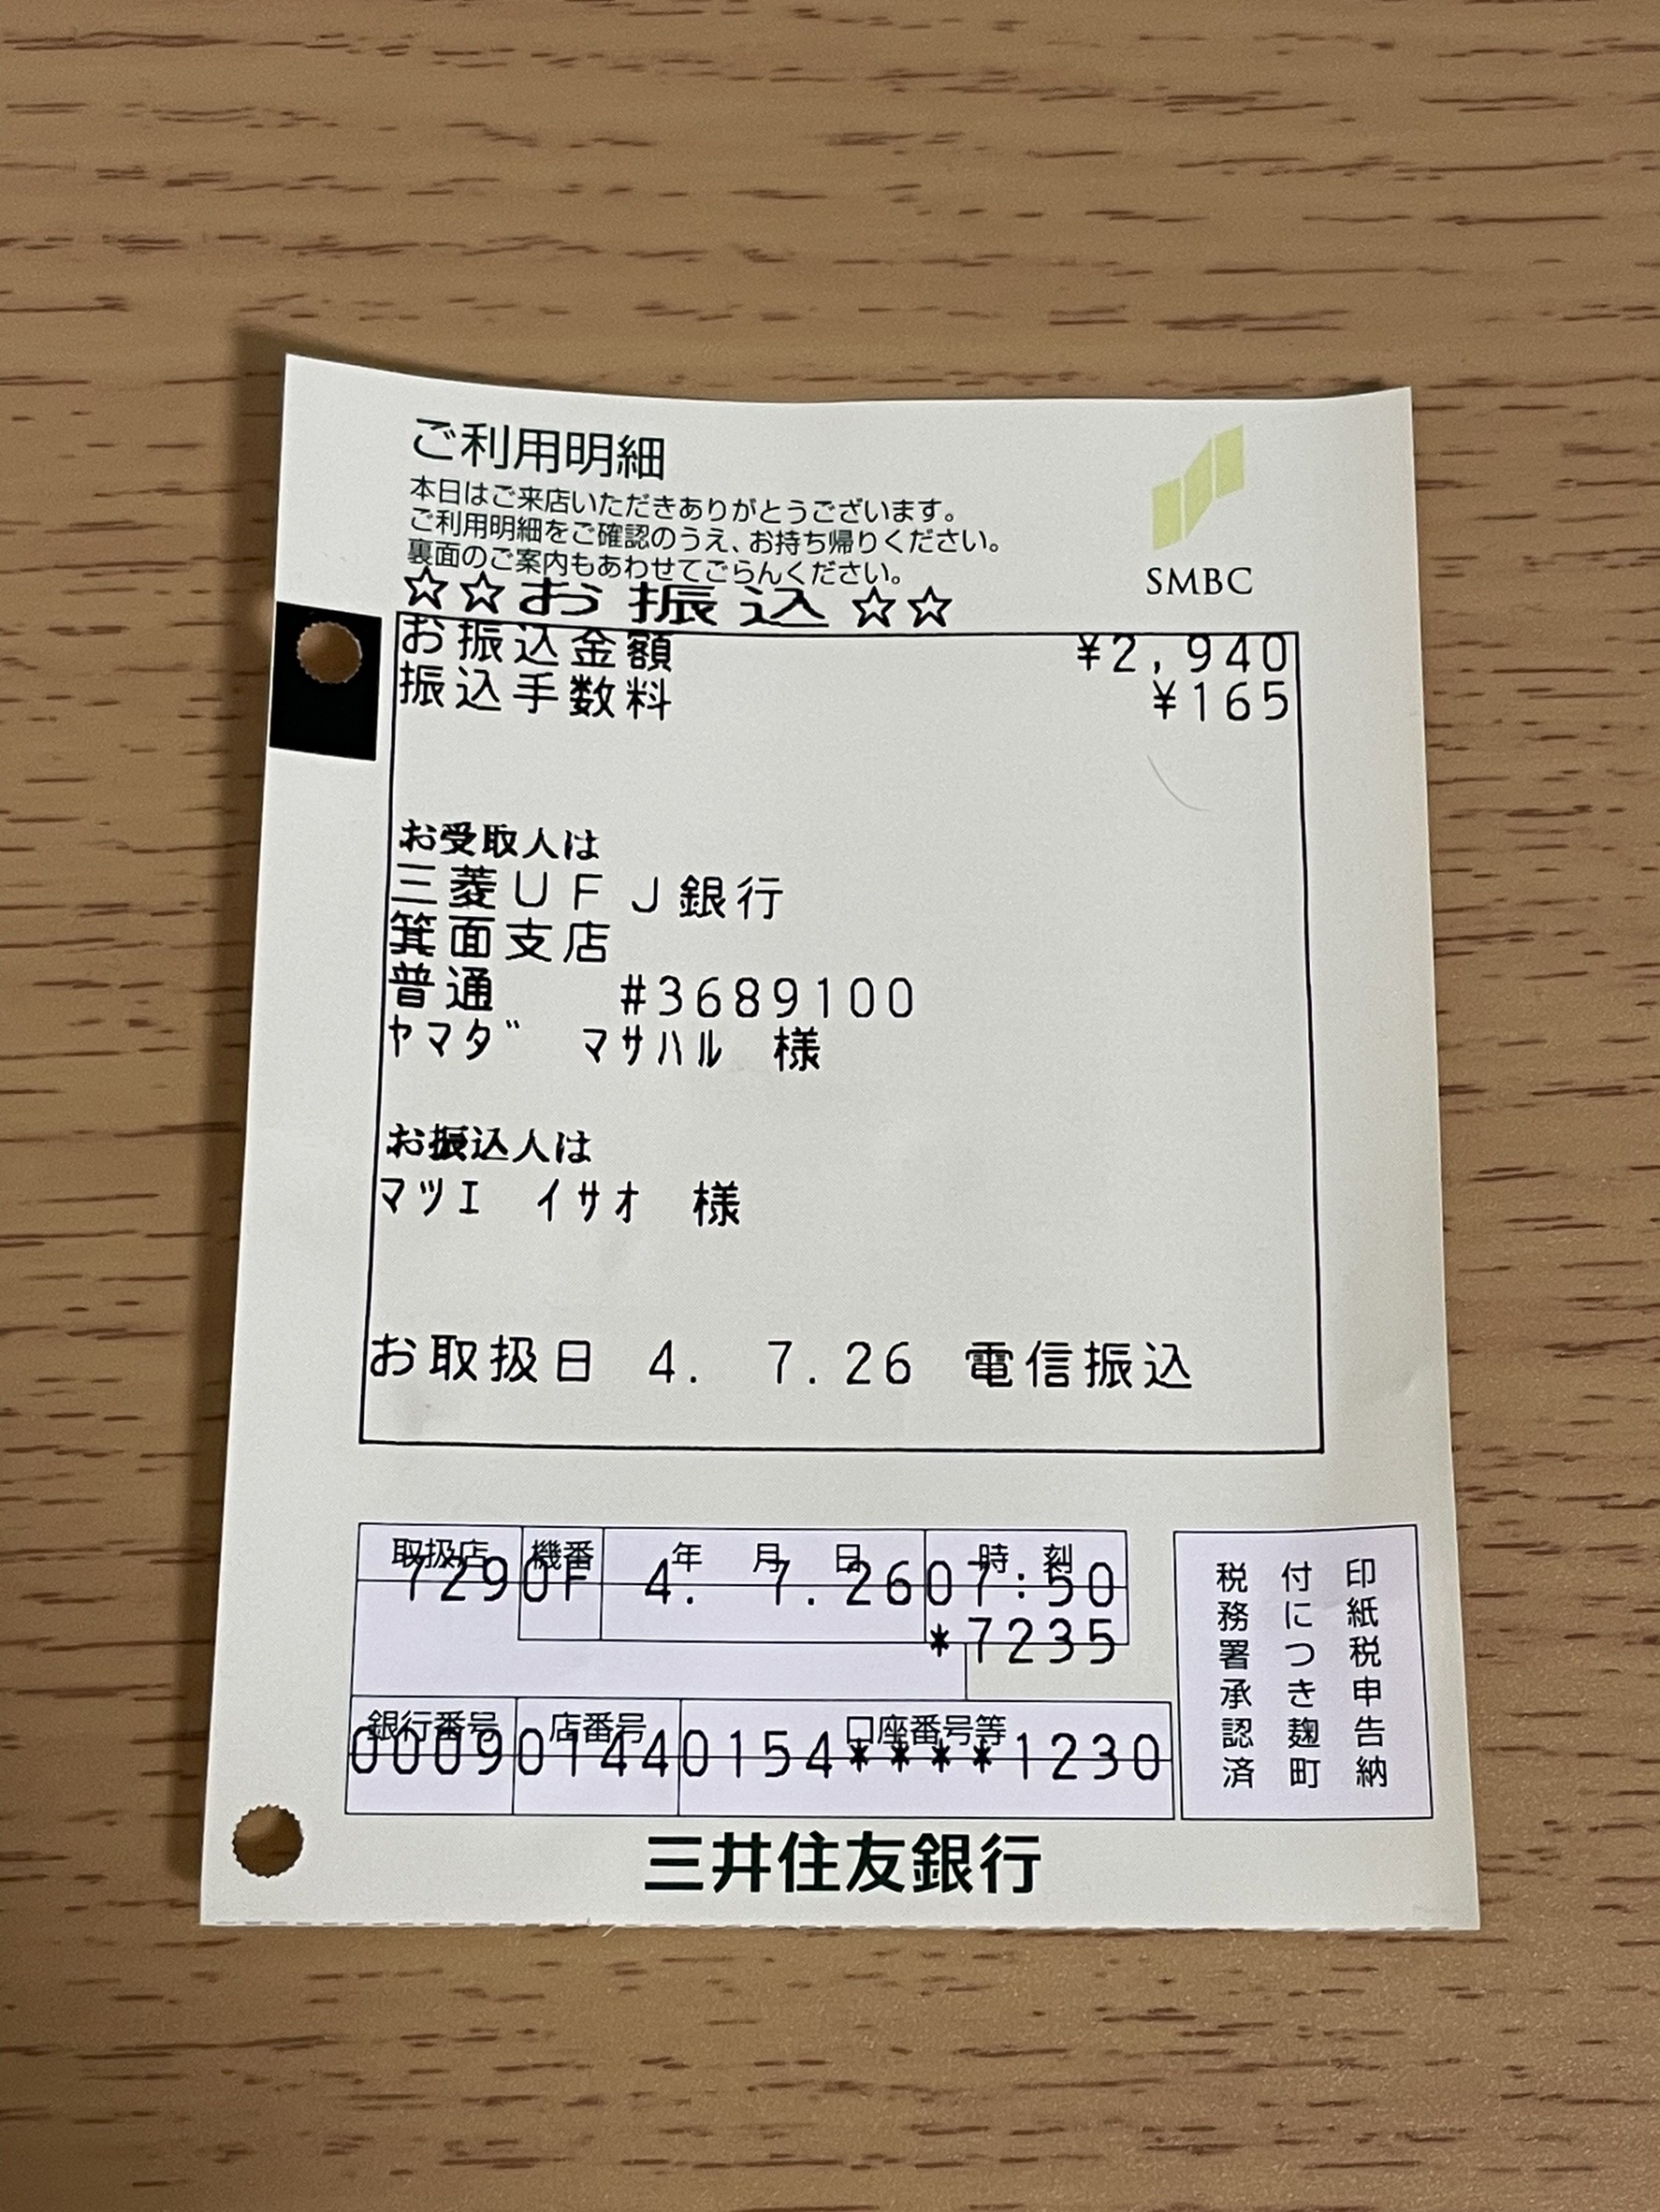 ご利用明細
本日はご来店いただきありがとうございます。
ご利用明細をご確認のうえ、お持ち帰りください。
裏面のご案内もあわせてごらんください。
SMBC
☆☆お振込☆☆
お振込金額 ¥2,940
振込手数料 ¥165
お受取人は
三菱UFJ銀行
箕面支店
普通 #3689100
ヤマダ マサハル 様
お振込人は
マツエ イサオ 様
お取扱日 4. 7.26 電信振込
取扱店 機番 年 月 日 時刻
7290F 4. 7.2607:50
*7235
銀行番号 店番号 口座番号等
000901440154****1230
印紙税申告納
付につき麹町
税務署承認済
三井住友銀行